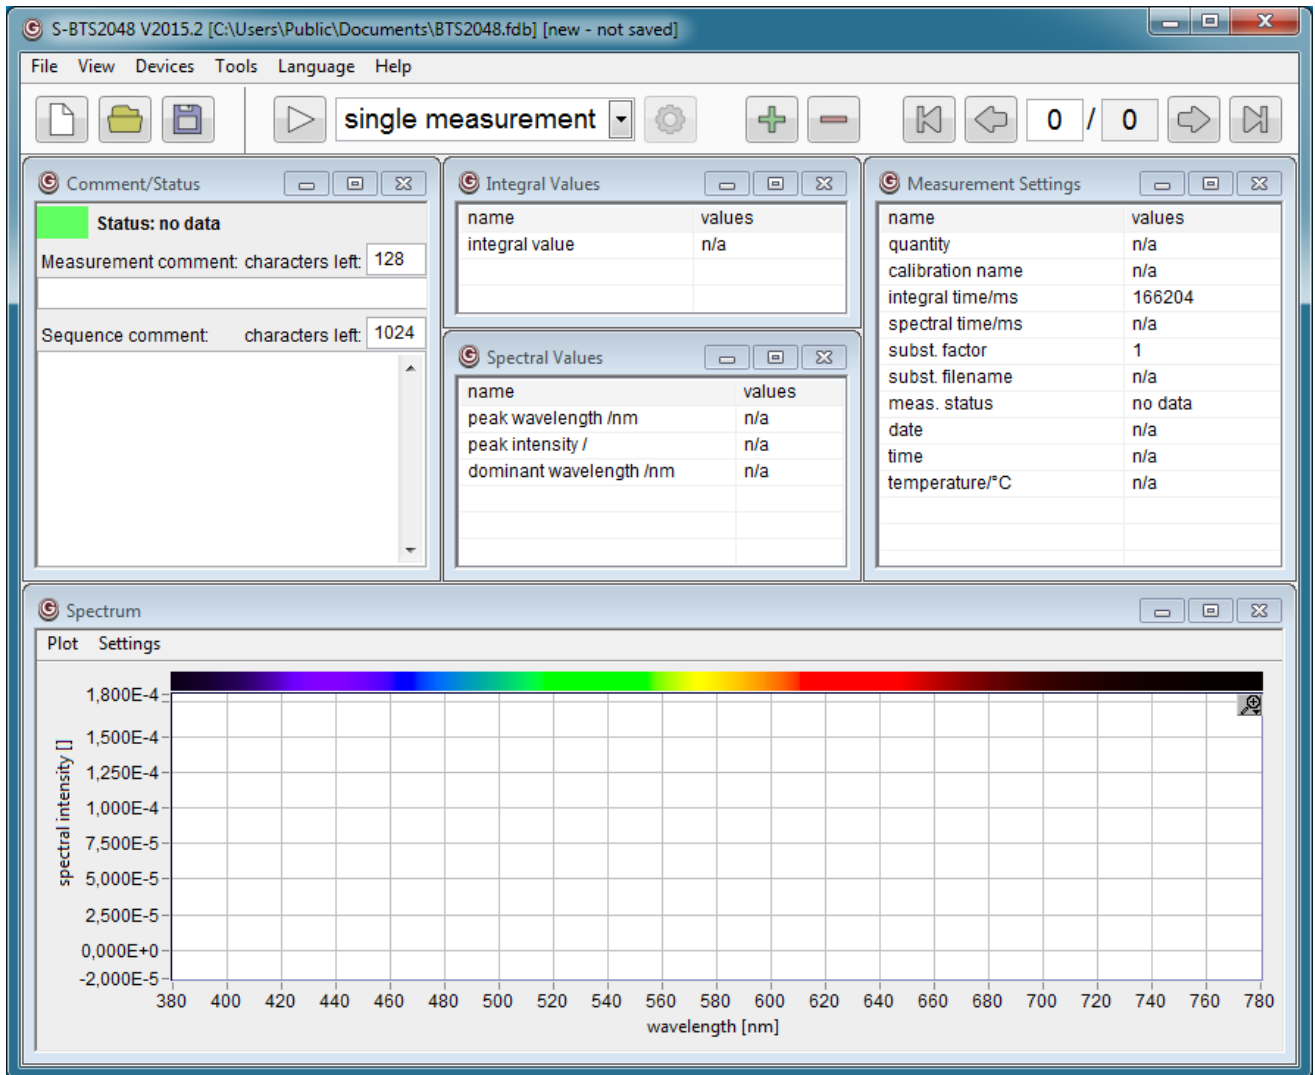 S-BTS2048 V2015.2 [C:\Users\Public\Documents\BTS2048.fdb] [new - not saved]
File View Devices Tools Language Help
single measurement 0 / 0
Comment/Status
Status: no data
Measurement comment: characters left: 128
Sequence comment: characters left: 1024
Integral Values
name values
integral value n/a
Spectral Values
name values
peak wavelength /nm n/a
peak intensity / n/a
dominant wavelength /nm n/a
Measurement Settings
name values
quantity n/a
calibration name n/a
integral time/ms 166204
spectral time/ms n/a
subst. factor 1
subst. filename n/a
meas. status no data
date n/a
time n/a
temperature/°C n/a
Spectrum
Plot Settings
spectral intensity []
1,800E-4
1,500E-4
1,250E-4
1,000E-4
7,500E-5
5,000E-5
2,500E-5
0,000E+0
-2,000E-5
380 400 420 440 460 480 500 520 540 560 580 600 620 640 660 680 700 720 740 760 780
wavelength [nm]